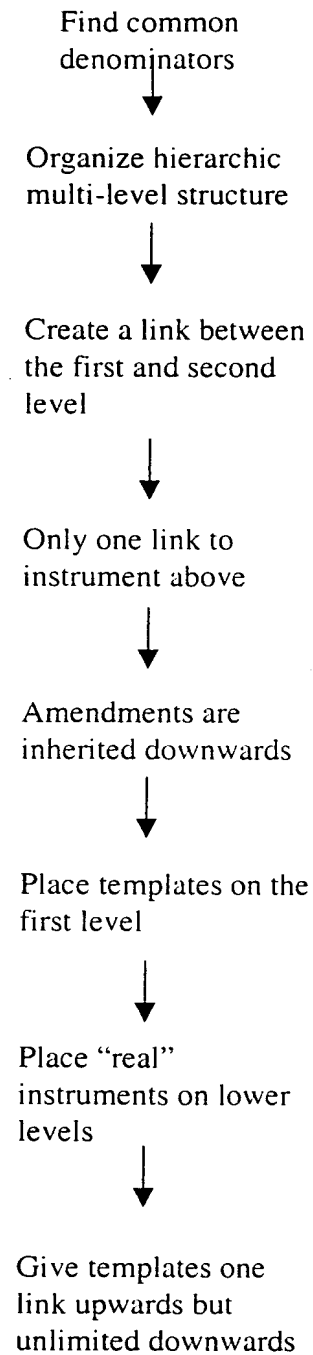 Find common
denominators
Organize hierarchic
multi-level structure
Create a link between
the first and second
level
Only one link to
instrument above
Amendments are
inherited downwards
Place templates on the
first level
Place “real”
instruments on lower
levels
Give templates one
link upwards but
unlimited downwards